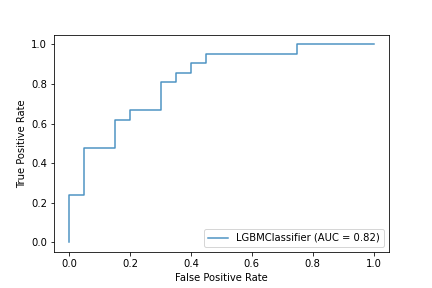 1.0
0.8
0.6
0.4
0.2
0.0
True Positive Rate
LGBMClassifier (AUC = 0.82)
0.0 0.2 0.4 0.6 0.8 1.0
False Positive Rate